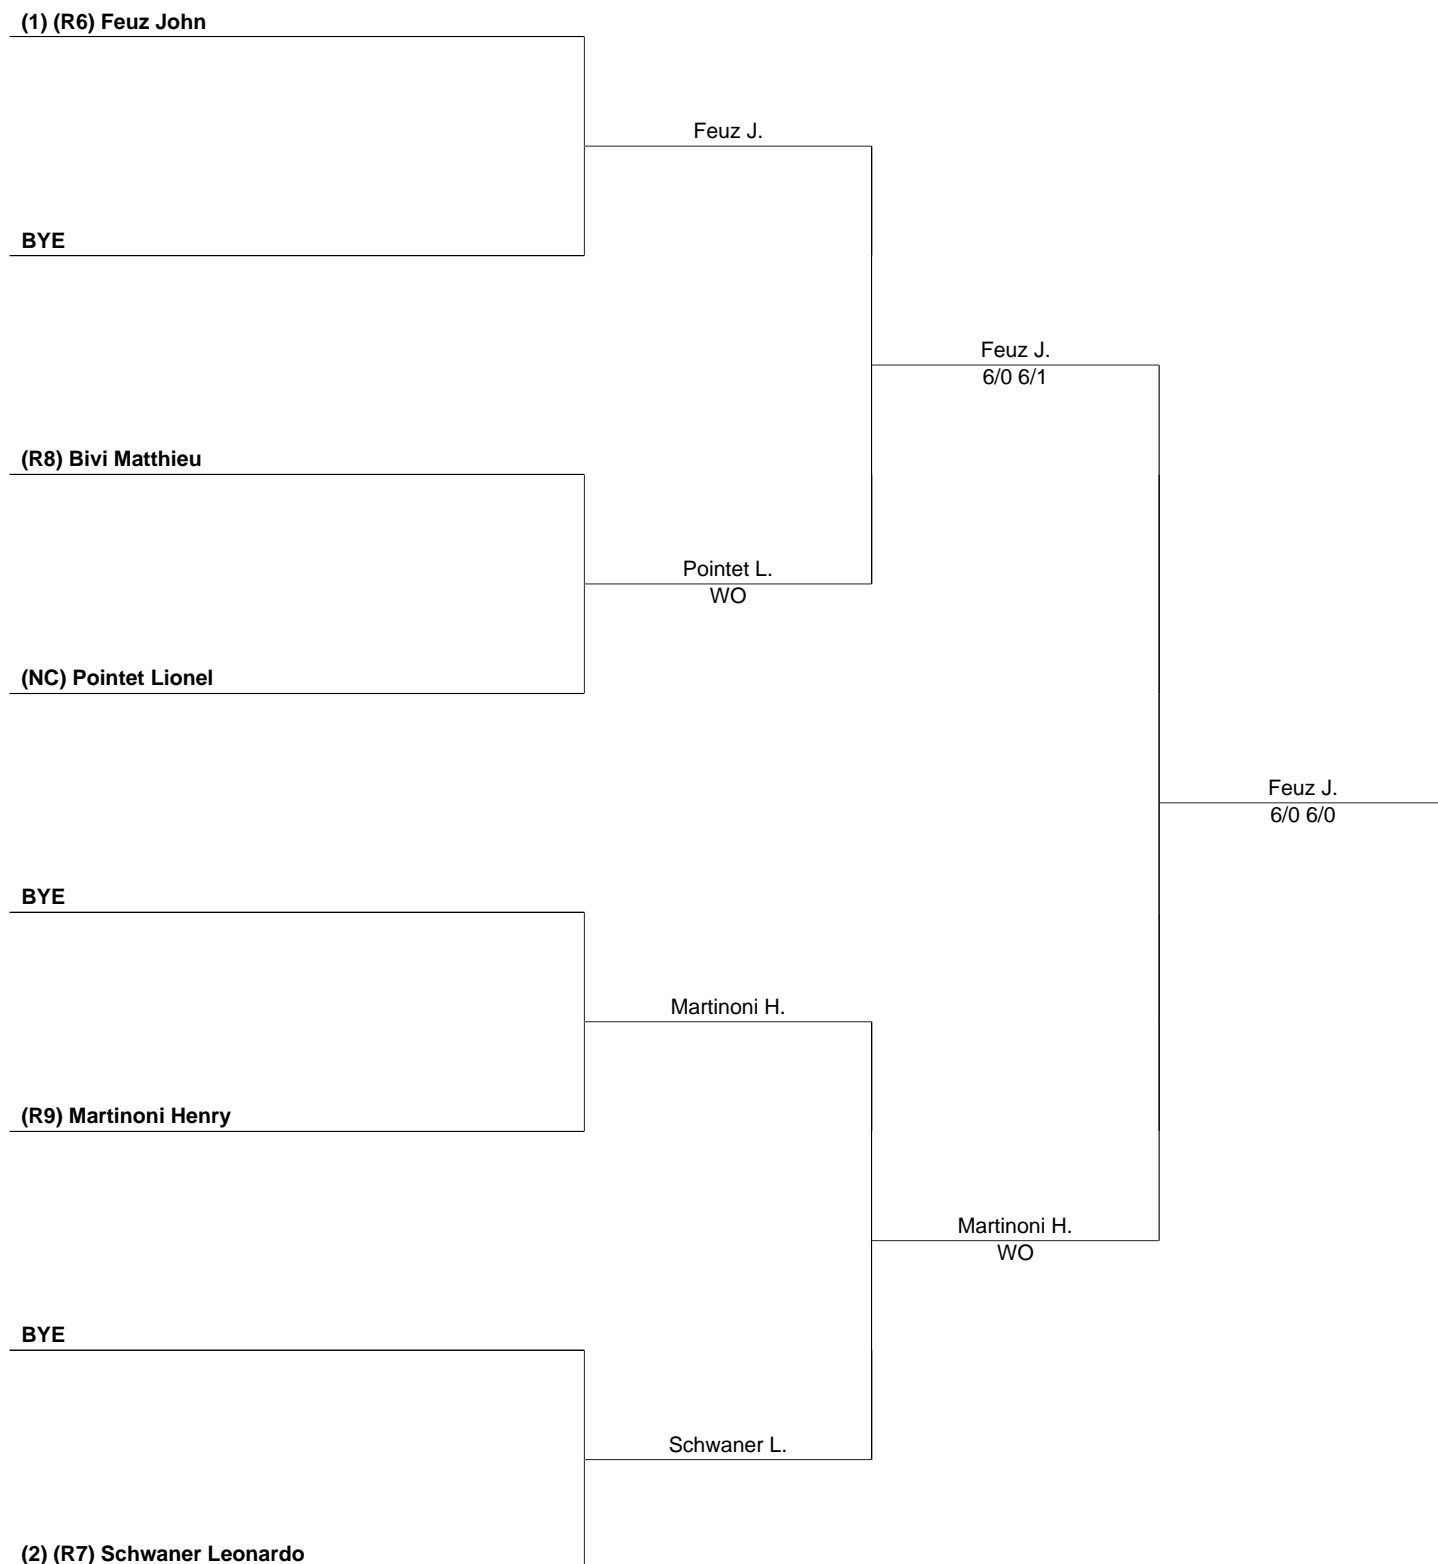 (1) (R6) Feuz John
Feuz J.
BYE
Feuz J.
6/0 6/1
(R8) Bivi Matthieu
Pointet L.
WO
(NC) Pointet Lionel
Feuz J.
6/0 6/0
BYE
Martinoni H.
(R9) Martinoni Henry
Martinoni H.
WO
BYE
Schwaner L.
(2) (R7) Schwaner Leonardo